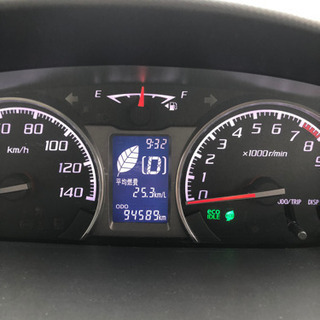 E F
9:32
D
平均燃費
25.3km/L
ODO
94589km
80 100 120 140
km/h
0 1 2 3 4 5 6 7 8 9
×1000r/min
eco
IDLE
ODO/TRIP DISP